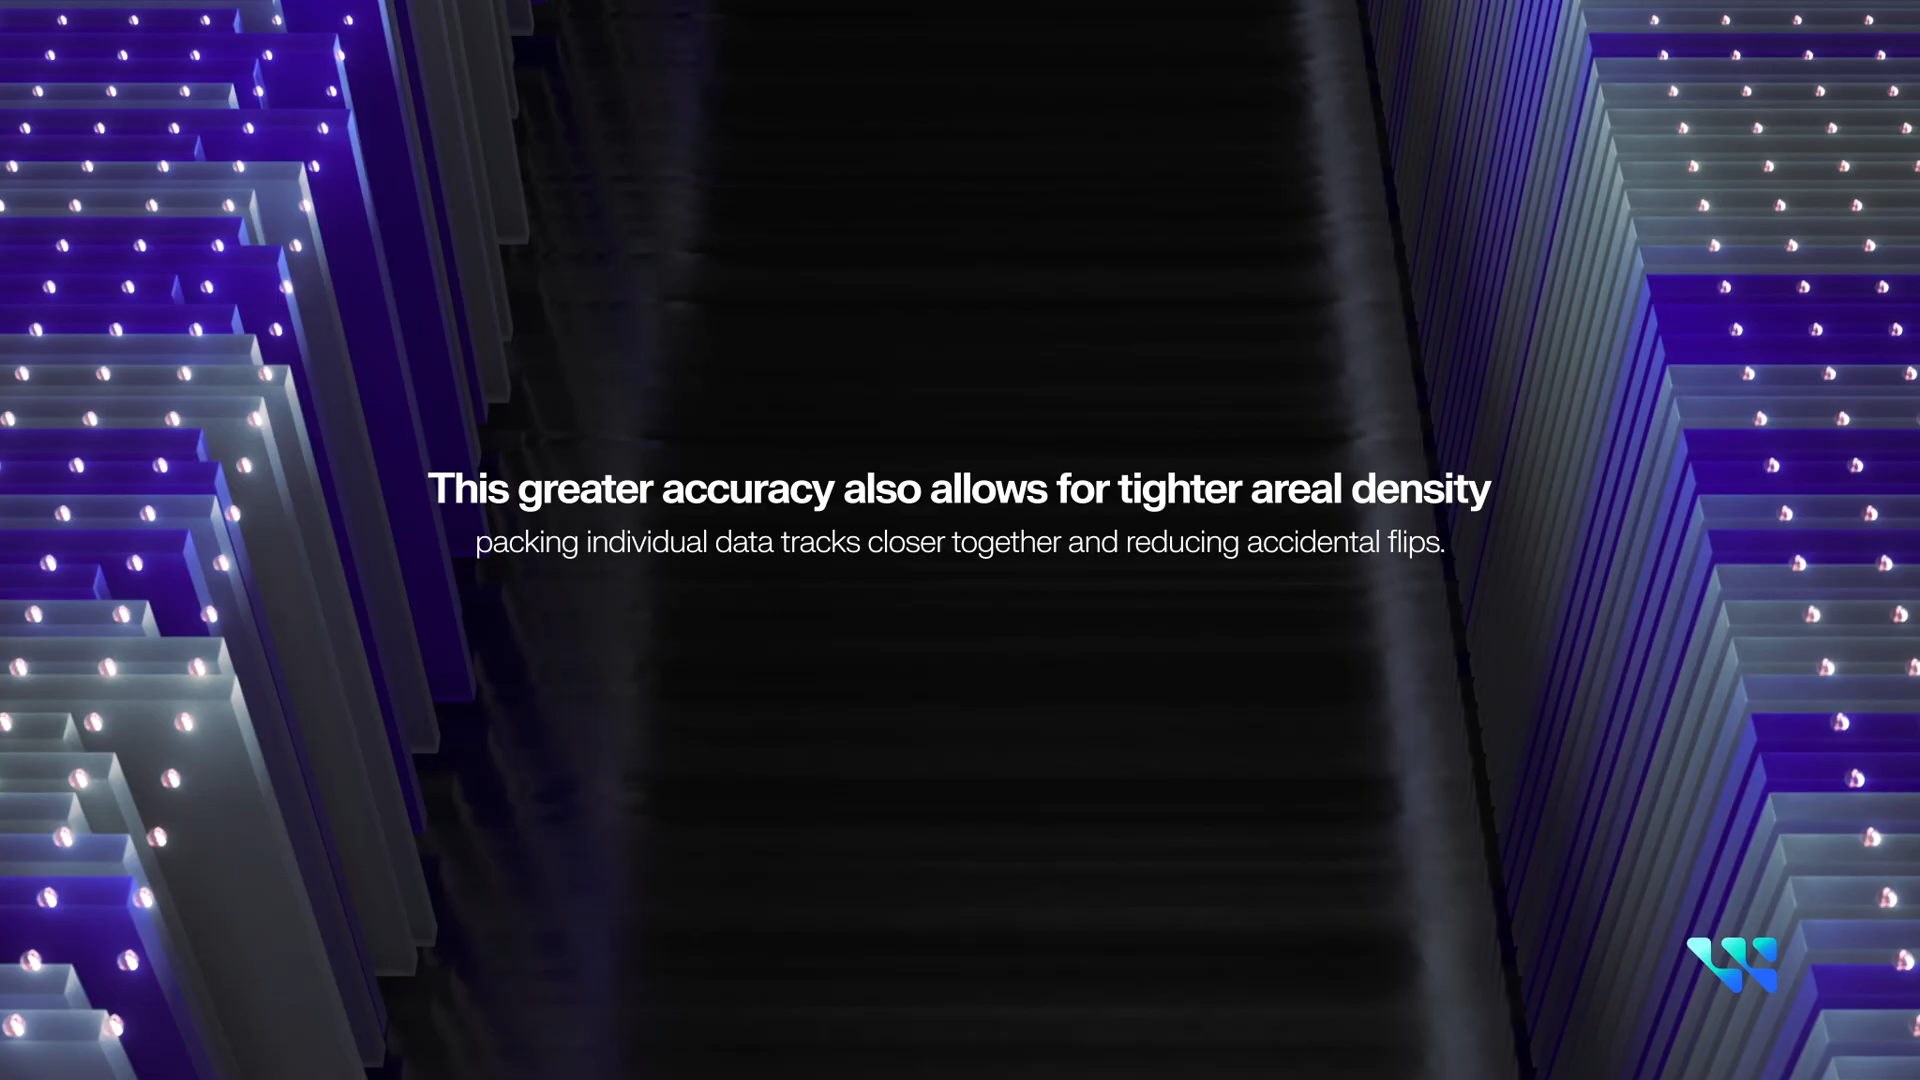 This greater accuracy also allows for tighter areal density
packing individual data tracks closer together and reducing accidental flips.